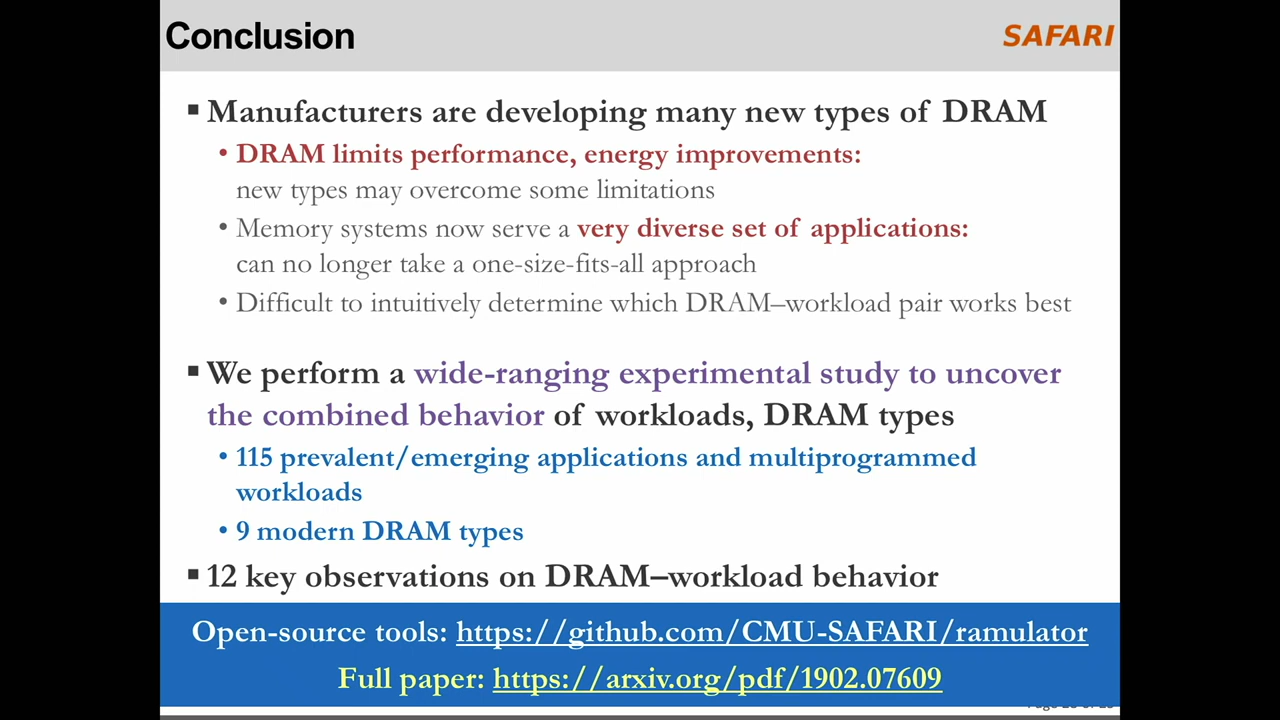 Conclusion
SAFARI
▪ Manufacturers are developing many new types of DRAM
• DRAM limits performance, energy improvements:
new types may overcome some limitations
• Memory systems now serve a very diverse set of applications:
can no longer take a one-size-fits-all approach
• Difficult to intuitively determine which DRAM–workload pair works best
▪ We perform a wide-ranging experimental study to uncover
the combined behavior of workloads, DRAM types
• 115 prevalent/emerging applications and multiprogrammed
workloads
• 9 modern DRAM types
▪ 12 key observations on DRAM–workload behavior
Open-source tools: https://github.com/CMU-SAFARI/ramulator
Full paper: https://arxiv.org/pdf/1902.07609